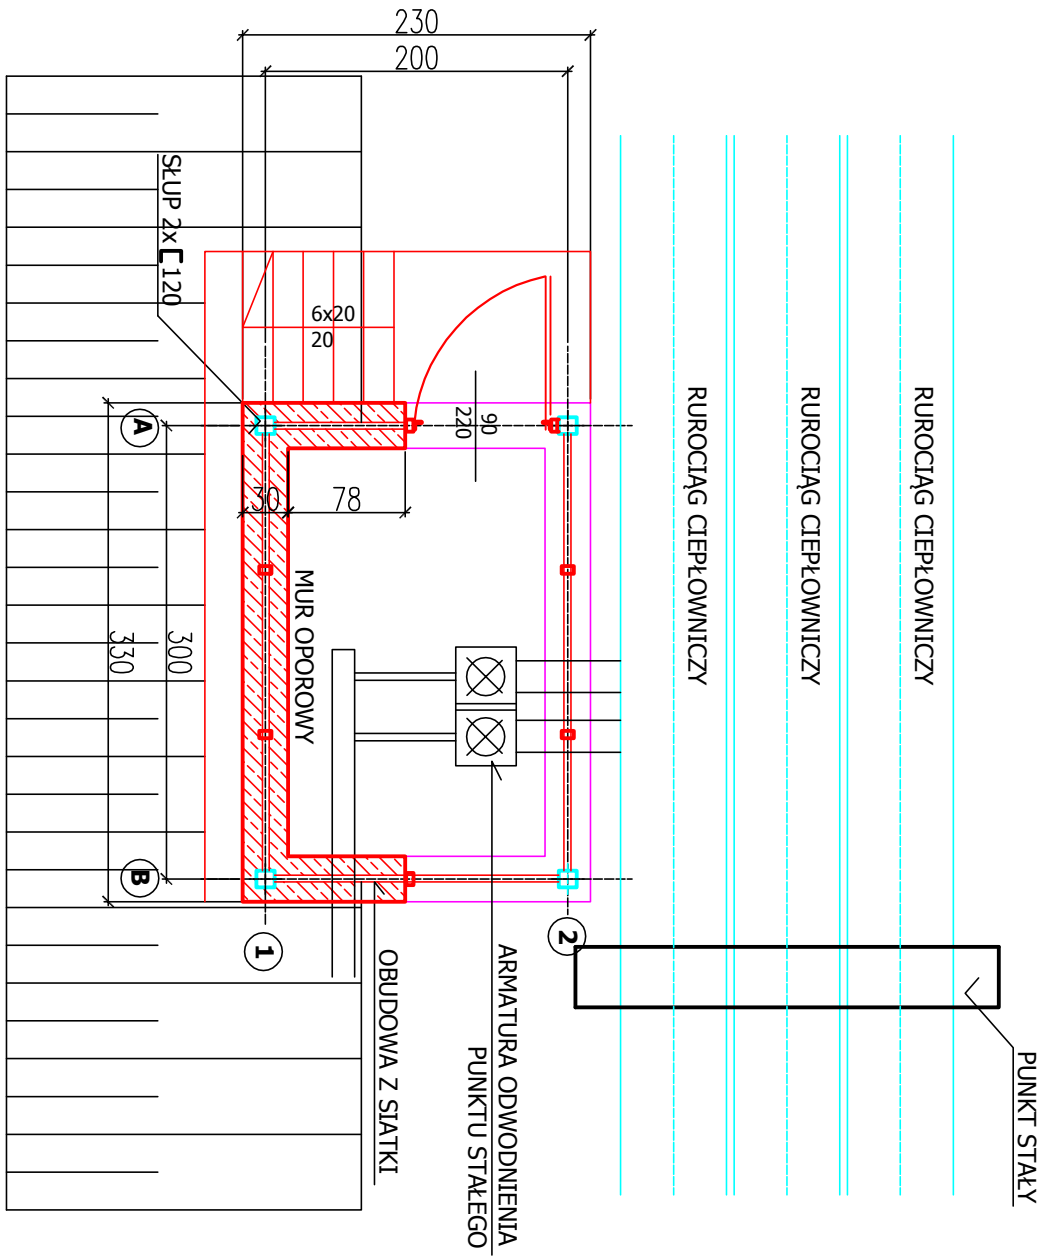 230
200
SŁUP 2x[120
6x20
20
90
220
RUROCIĄG CIEPŁOWNICZY
RUROCIĄG CIEPŁOWNICZY
RUROCIĄG CIEPŁOWNICZY
A
30
78
MUR OPOROWY
300
330
B
1
2
OBUDOWA Z SIATKI
ARMATURA ODWODNIENIA
PUNKTU STAŁEGO
PUNKT STAŁY